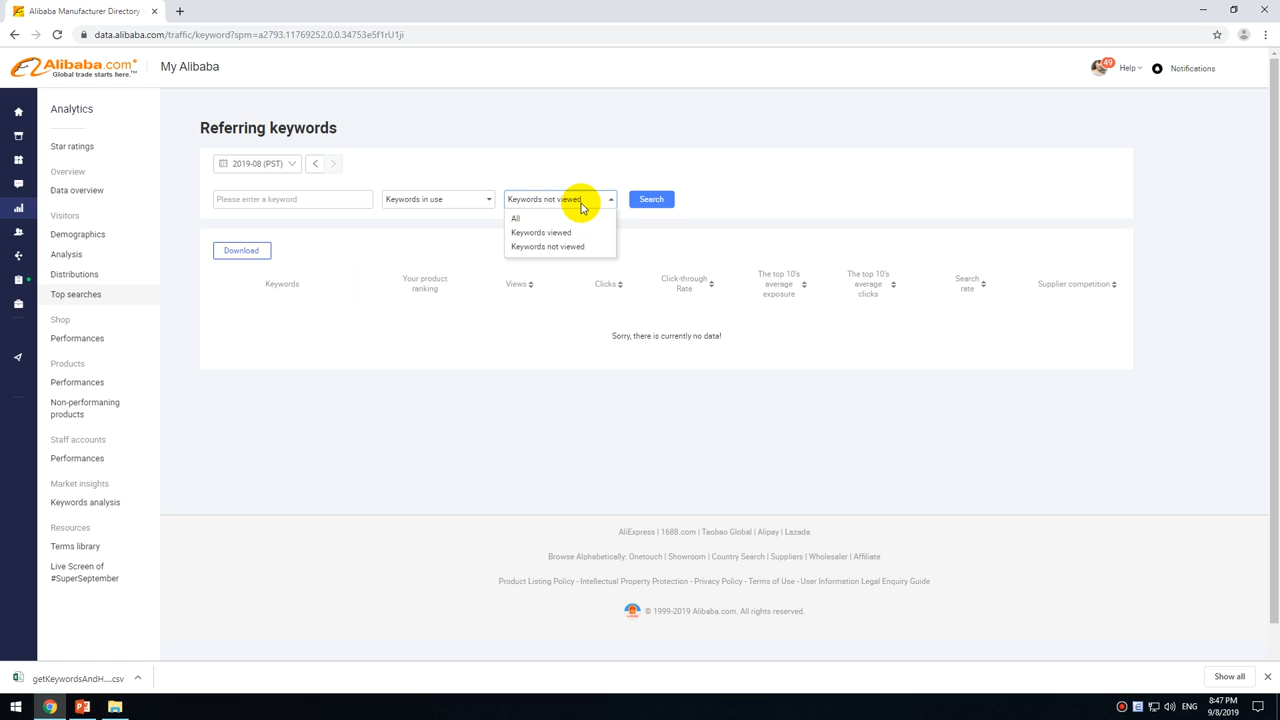 Alibaba Manufacturer Directory -
data.alibaba.com/traffic/keyword?spm=a2793.11769252.0.0.34753e5f1rU1ji
Alibaba.com
Global trade starts here.™
My Alibaba
49
Help
Notifications
Analytics
Star ratings
Overview
Data overview
Visitors
Demographics
Analysis
Distributions
Top searches
Shop
Performances
Products
Performances
Non-performaning
products
Staff accounts
Performances
Market insights
Keywords analysis
Resources
Terms library
Live Screen of
#SuperSeptember
Referring keywords
2019-08 (PST)
Please enter a keyword
Keywords in use
Keywords not viewed
Search
All
Keywords viewed
Keywords not viewed
Download
Keywords
Your product
ranking
Views
Clicks
Click-through
Rate
The top 10's
average
exposure
The top 10's
average
clicks
Search
rate
Supplier competition
Sorry, there is currently no data!
AliExpress | 1688.com | Taobao Global | Alipay | Lazada
Browse Alphabetically: Onetouch | Showroom | Country Search | Suppliers | Wholesaler | Affiliate
Product Listing Policy - Intellectual Property Protection - Privacy Policy - Terms of Use - User Information Legal Enquiry Guide
© 1999-2019 Alibaba.com. All rights reserved.
getKeywordsAndH....csv
Show all
ENG
8:47 PM
9/8/2019